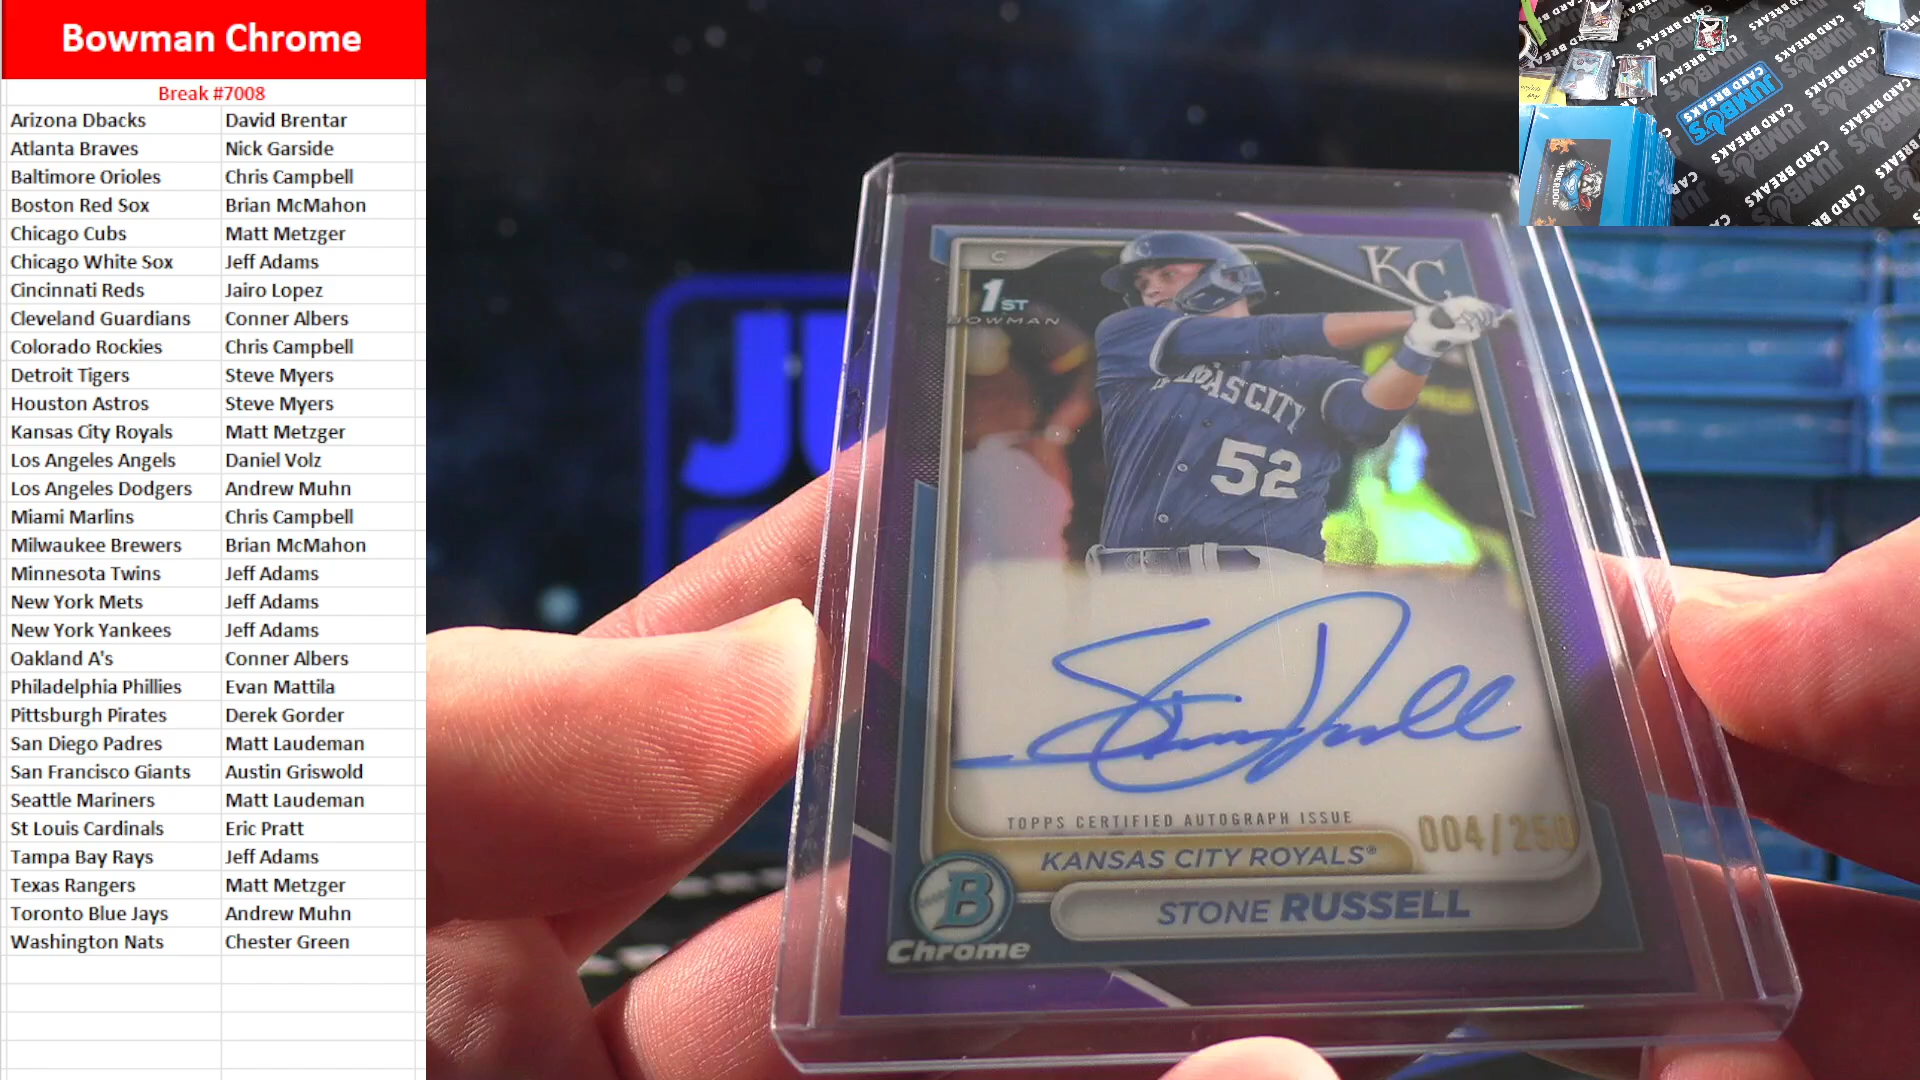 Bowman Chrome
Break #7008
Arizona Dbacks David Brentar
Atlanta Braves Nick Garside
Baltimore Orioles Chris Campbell
Boston Red Sox Brian McMahon
Chicago Cubs Matt Metzger
Chicago White Sox Jeff Adams
Cincinnati Reds Jairo Lopez
Cleveland Guardians Conner Albers
Colorado Rockies Chris Campbell
Detroit Tigers Steve Myers
Houston Astros Steve Myers
Kansas City Royals Matt Metzger
Los Angeles Angels Daniel Volz
Los Angeles Dodgers Andrew Muhn
Miami Marlins Chris Campbell
Milwaukee Brewers Brian McMahon
Minnesota Twins Jeff Adams
New York Mets Jeff Adams
New York Yankees Jeff Adams
Oakland A's Conner Albers
Philadelphia Phillies Evan Mattila
Pittsburgh Pirates Derek Gorder
San Diego Padres Matt Laudeman
San Francisco Giants Austin Griswold
Seattle Mariners Matt Laudeman
St Louis Cardinals Eric Pratt
Tampa Bay Rays Jeff Adams
Texas Rangers Matt Metzger
Toronto Blue Jays Andrew Muhn
Washington Nats Chester Green
C
KC
1ST
BOWMAN
52
TOPPS CERTIFIED AUTOGRAPH ISSUE
004/250
KANSAS CITY ROYALS®
STONE RUSSELL
B
Chrome
JU
JUMBO'S
CARD BREAKS